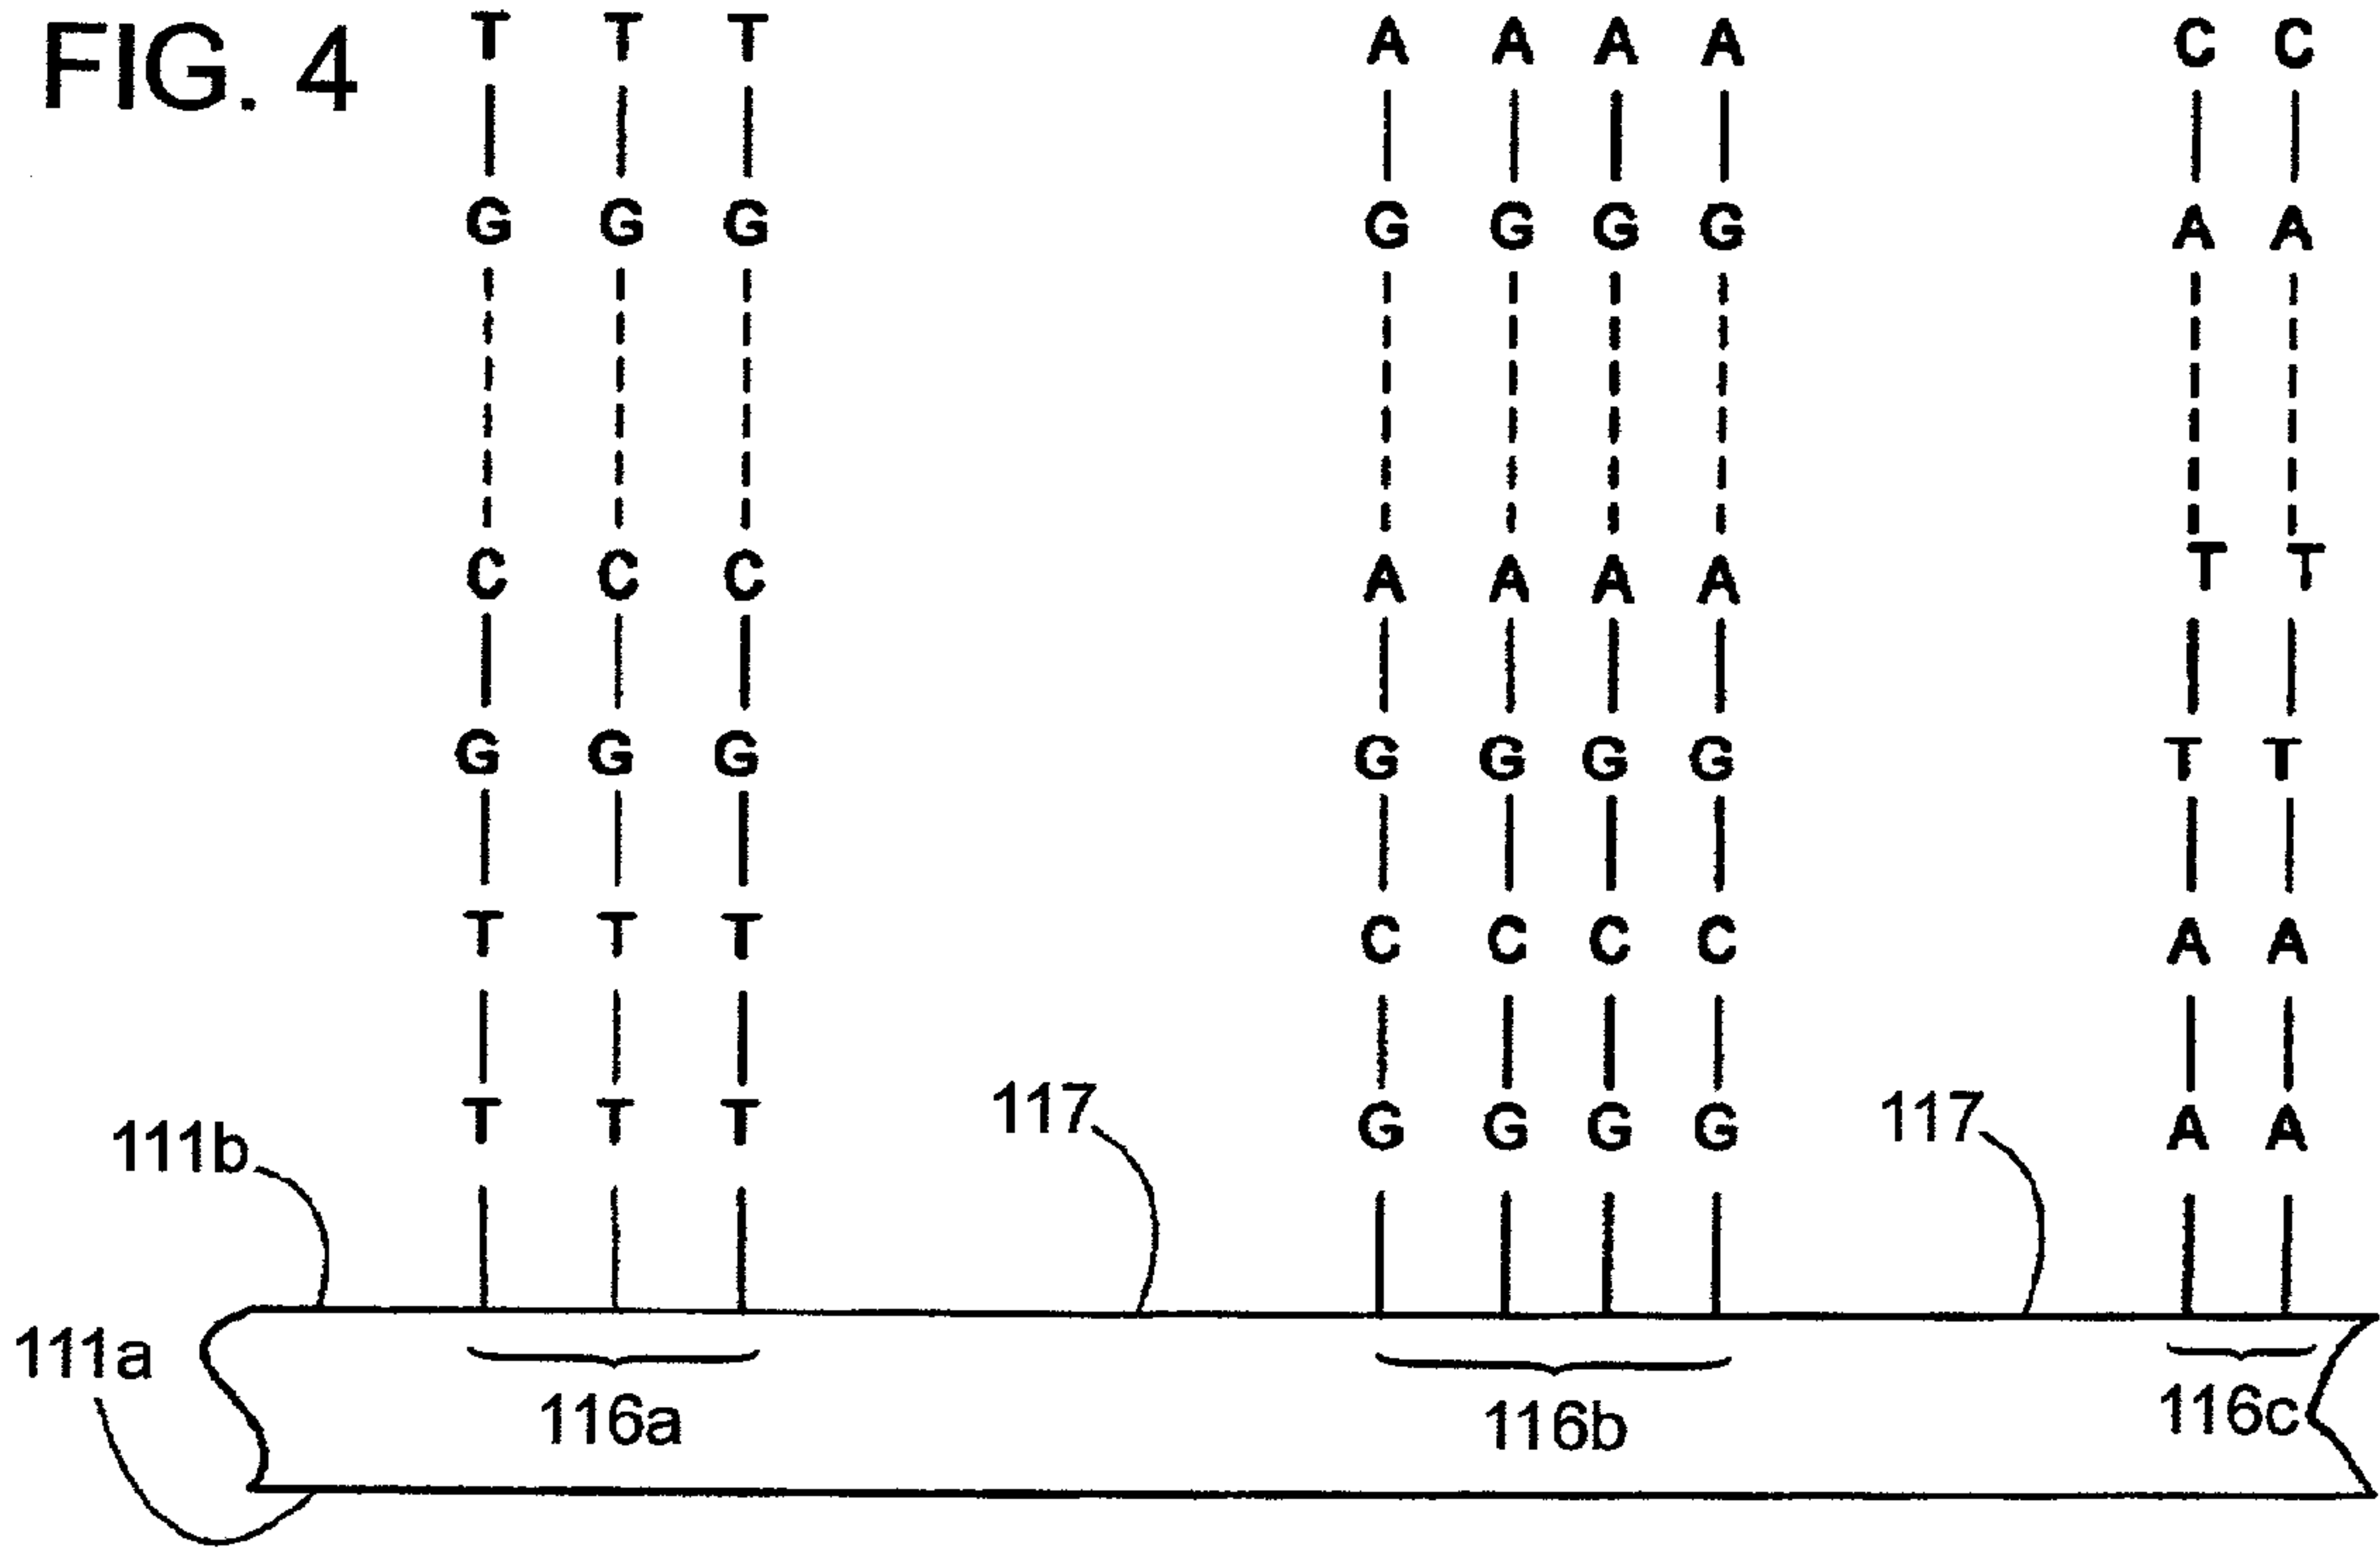 FIG. 4
T T T A A A A C C
G G G G G G G A A
C C C A A A A T T
G G G G G G G T T
T T T C C C C A A
T T T G G G G A A
111b 117 117
111a
116a 116b 116c